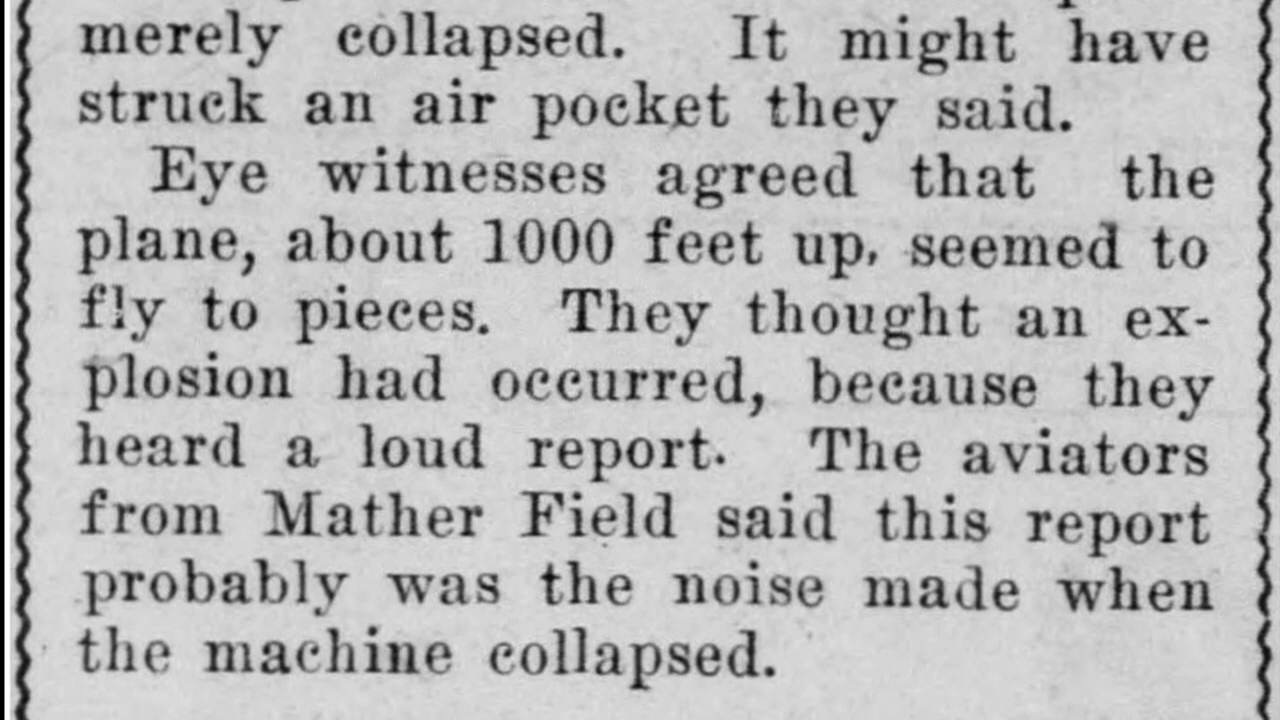 merely collapsed. It might have
struck an air pocket they said.
Eye witnesses agreed that the
plane, about 1000 feet up, seemed to
fly to pieces. They thought an ex-
plosion had occurred, because they
heard a loud report. The aviators
from Mather Field said this report
probably was the noise made when
the machine collapsed.